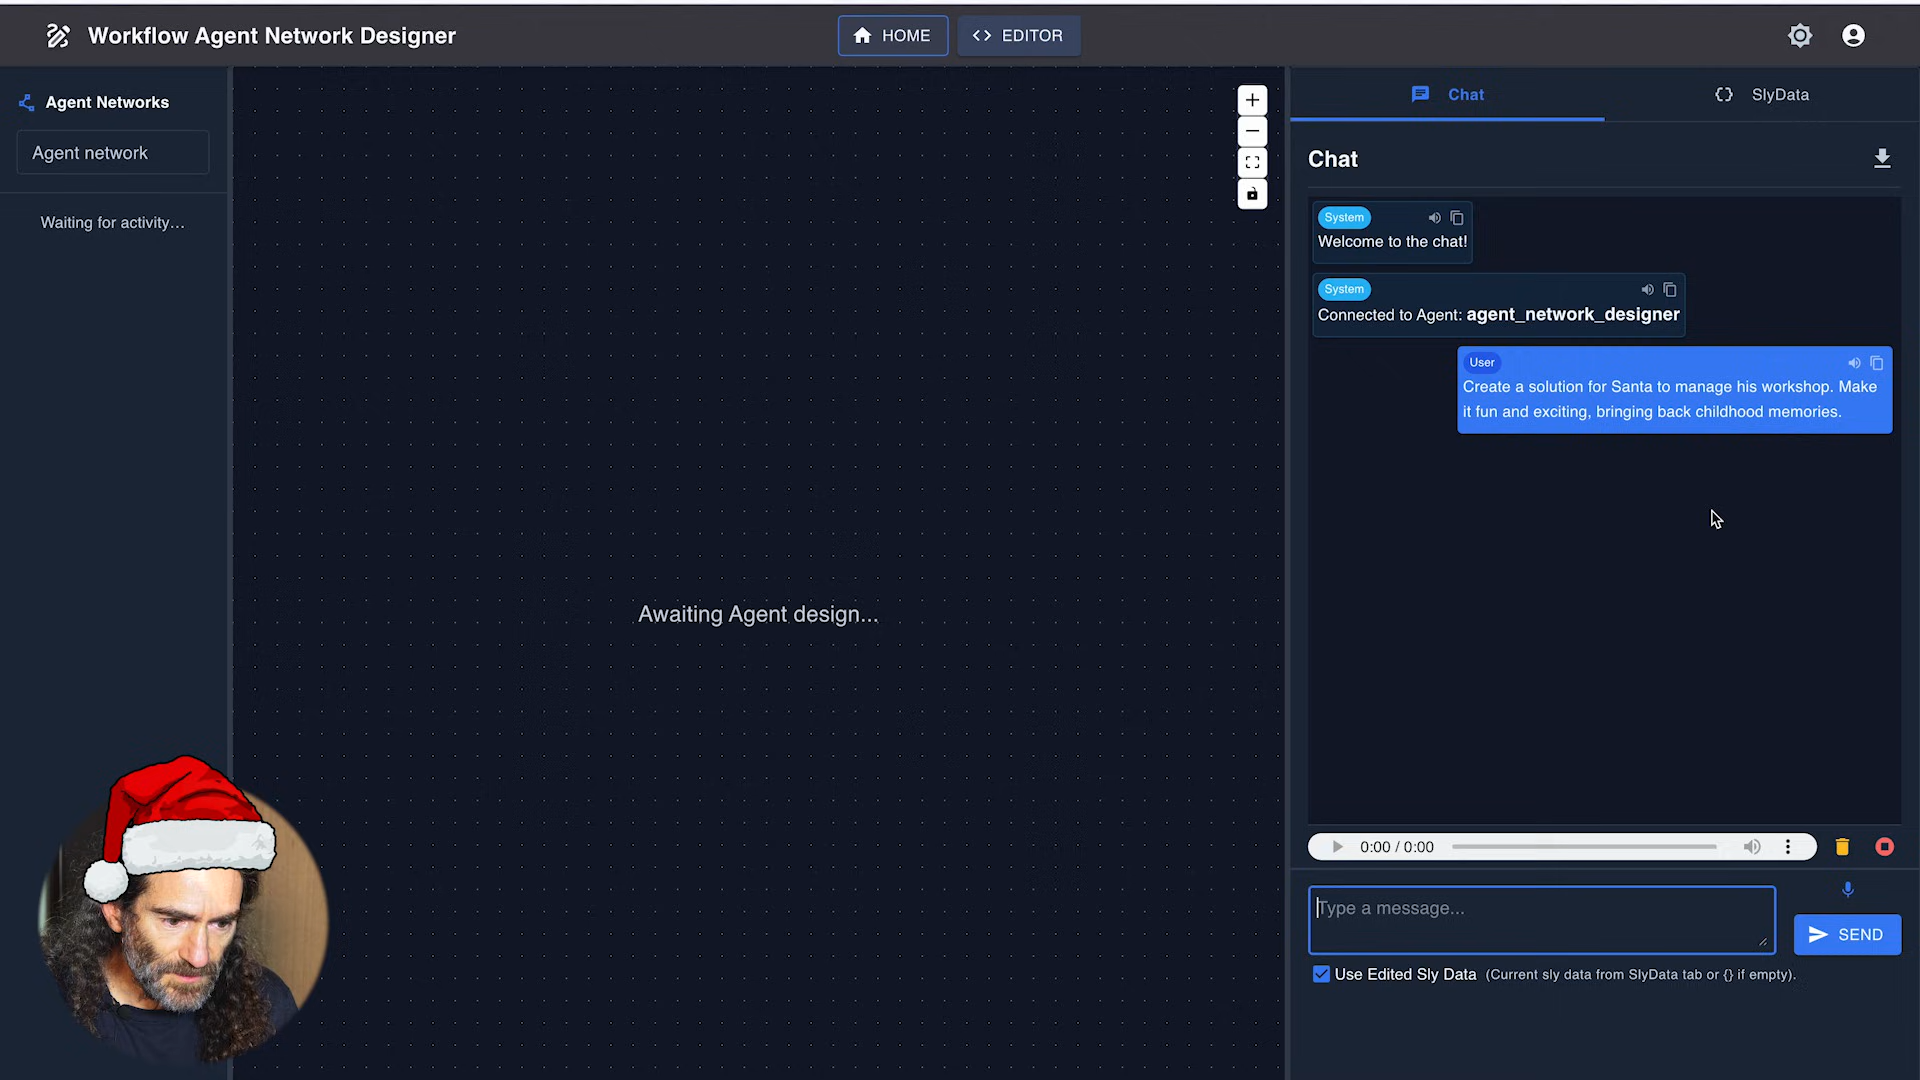 Workflow Agent Network Designer
HOME
EDITOR
Agent Networks
Agent network
Waiting for activity...
Awaiting Agent design...
Chat
SlyData
Chat
System
Welcome to the chat!
System
Connected to Agent: agent_network_designer
User
Create a solution for Santa to manage his workshop. Make
it fun and exciting, bringing back childhood memories.
0:00 / 0:00
Type a message...
SEND
Use Edited Sly Data (Current sly data from SlyData tab or {} if empty).